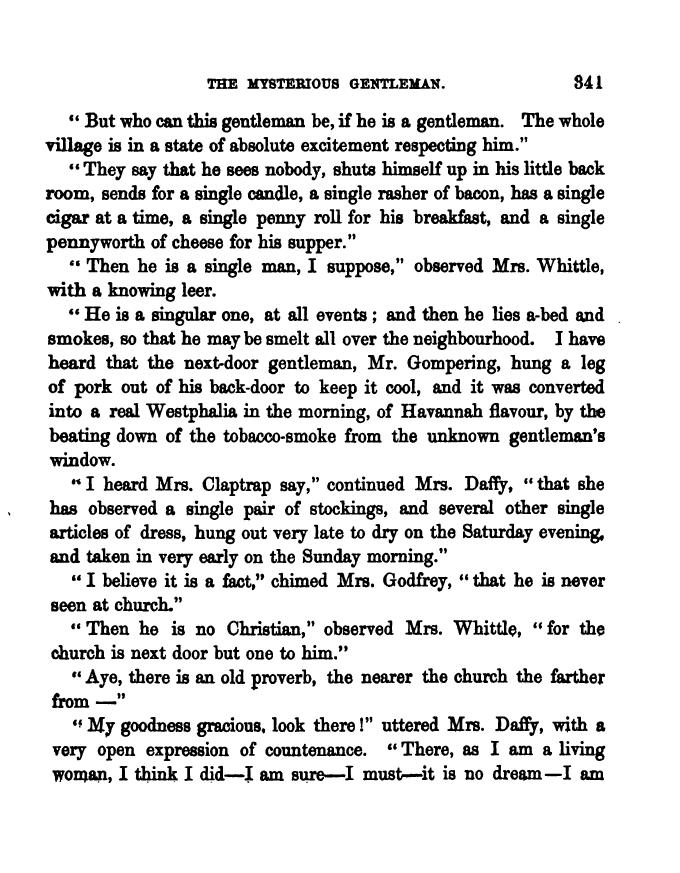 THE MYSTERIOUS GENTLEMAN. 341
"But who can this gentleman be, if he is a gentleman. The whole
village is in a state of absolute excitement respecting him."
"They say that he sees nobody, shuts himself up in his little back
room, sends for a single candle, a single rasher of bacon, has a single
cigar at a time, a single penny roll for his breakfast, and a single
pennyworth of cheese for his supper."
"Then he is a single man, I suppose," observed Mrs. Whittle,
with a knowing leer.
"He is a singular one, at all events; and then he lies a-bed and
smokes, so that he may be smelt all over the neighbourhood. I have
heard that the next-door gentleman, Mr. Gompering, hung a leg
of pork out of his back-door to keep it cool, and it was converted
into a real Westphalia in the morning, of Havannah flavour, by the
beating down of the tobacco-smoke from the unknown gentleman's
window.
"I heard Mrs. Claptrap say," continued Mrs. Daffy, "that she
has observed a single pair of stockings, and several other single
articles of dress, hung out very late to dry on the Saturday evening,
and taken in very early on the Sunday morning."
"I believe it is a fact," chimed Mrs. Godfrey, "that he is never
seen at church."
"Then he is no Christian," observed Mrs. Whittle, "for the
church is next door but one to him."
"Aye, there is an old proverb, the nearer the church the farther
from —"
"My goodness gracious, look there!" uttered Mrs. Daffy, with a
very open expression of countenance. "There, as I am a living
woman, I think I did—I am sure—I must—it is no dream—I am